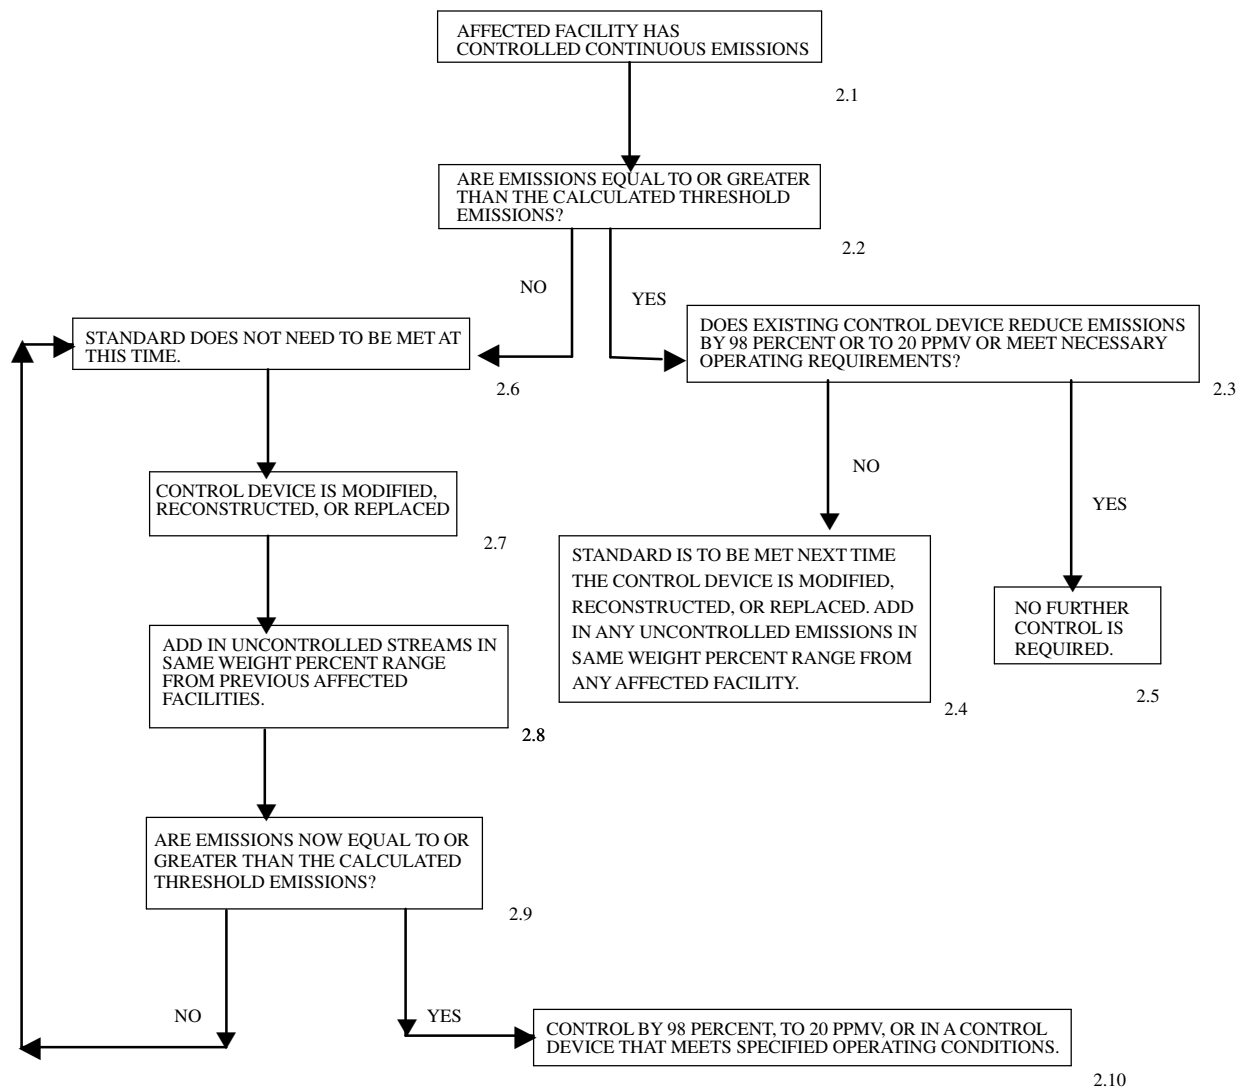 AFFECTED FACILITY HAS
CONTROLLED CONTINUOUS EMISSIONS
2.1
ARE EMISSIONS EQUAL TO OR GREATER
THAN THE CALCULATED THRESHOLD
EMISSIONS?
2.2
NO
YES
STANDARD DOES NOT NEED TO BE MET AT
THIS TIME.
2.6
DOES EXISTING CONTROL DEVICE REDUCE EMISSIONS
BY 98 PERCENT OR TO 20 PPMV OR MEET NECESSARY
OPERATING REQUIREMENTS?
2.3
NO
YES
CONTROL DEVICE IS MODIFIED,
RECONSTRUCTED, OR REPLACED
2.7
STANDARD IS TO BE MET NEXT TIME
THE CONTROL DEVICE IS MODIFIED,
RECONSTRUCTED, OR REPLACED. ADD
IN ANY UNCONTROLLED EMISSIONS IN
SAME WEIGHT PERCENT RANGE FROM
ANY AFFECTED FACILITY.
2.4
NO FURTHER
CONTROL IS
REQUIRED.
2.5
ADD IN UNCONTROLLED STREAMS IN
SAME WEIGHT PERCENT RANGE
FROM PREVIOUS AFFECTED
FACILITIES.
2.8
ARE EMISSIONS NOW EQUAL TO OR
GREATER THAN THE CALCULATED
THRESHOLD EMISSIONS?
2.9
NO
YES
CONTROL BY 98 PERCENT, TO 20 PPMV, OR IN A CONTROL
DEVICE THAT MEETS SPECIFIED OPERATING CONDITIONS.
2.10